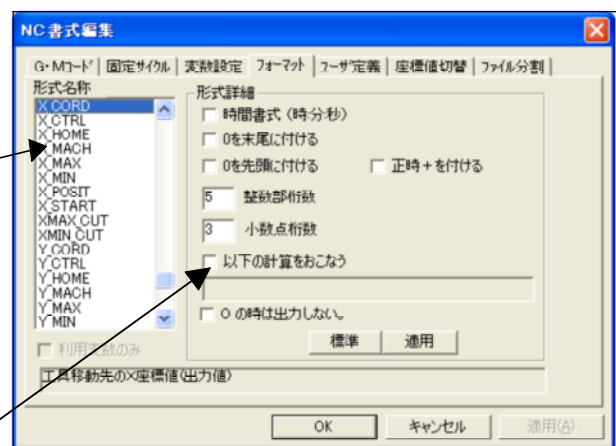 NC書式編集
G・Mコード 固定サイクル 変数設定 フォーマット ユーザ定義 座標値切替 ファイル分割
形式名称
X_CORD
X_CTRL
X_HOME
X_MACH
X_MAX
X_MIN
X_POSIT
X_START
XMAX_CUT
XMIN_CUT
Y_CORD
Y_CTRL
Y_HOME
Y_MACH
Y_MAX
Y_MIN
利用変数のみ
形式詳細
時間書式(時:分:秒)
0を末尾に付ける
0を先頭に付ける 正時+を付ける
5 整数部桁数
3 小数点桁数
以下の計算をおこなう
0 の時は出力しない。
標準 適用
工具移動先のX座標値(出力値)
OK キャンセル 適用(A)